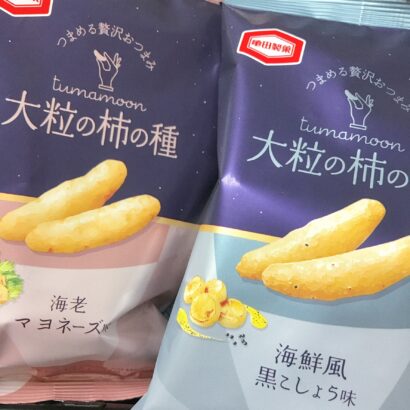 つまめる贅沢おつまみ
tumamoon
大粒の柿の種
海老
マヨネーズ
亀田製菓
つまめる贅沢おつまみ
tumamoon
大粒の柿の
海鮮風
黒こしょう味